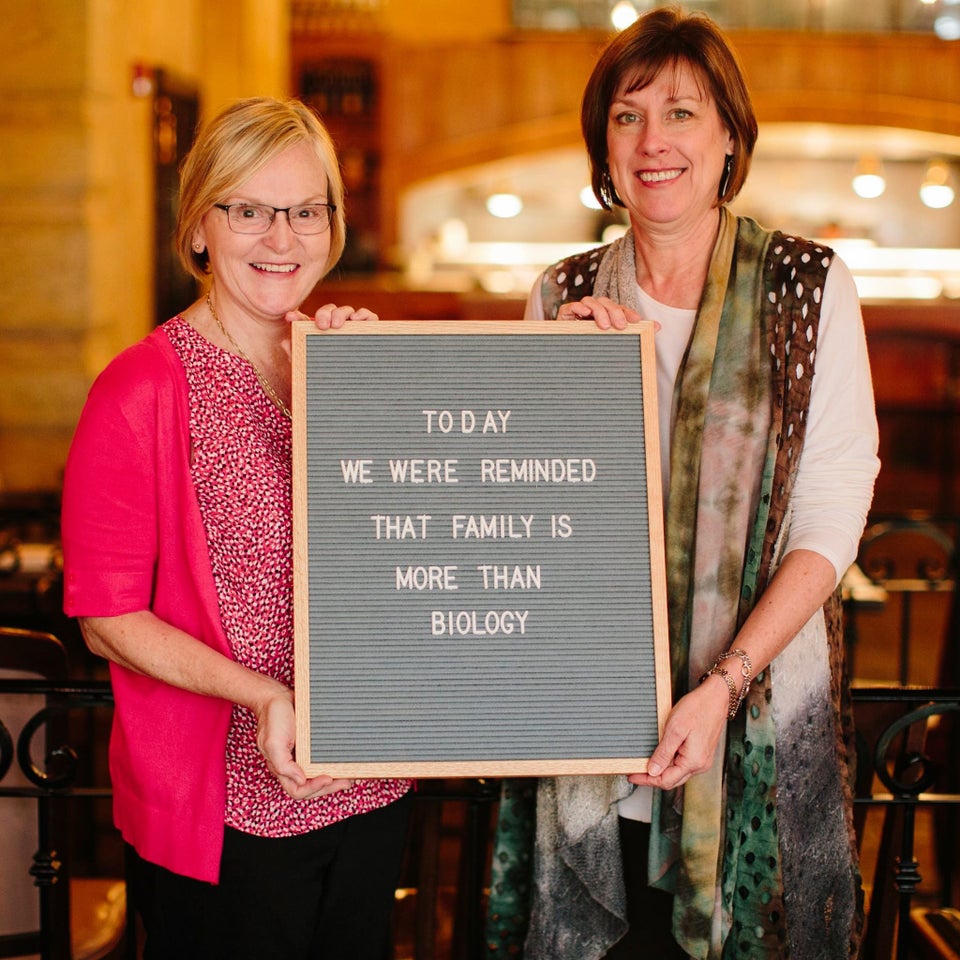 TODAY
WE WERE REMINDED
THAT FAMILY IS
MORE THAN
BIOLOGY